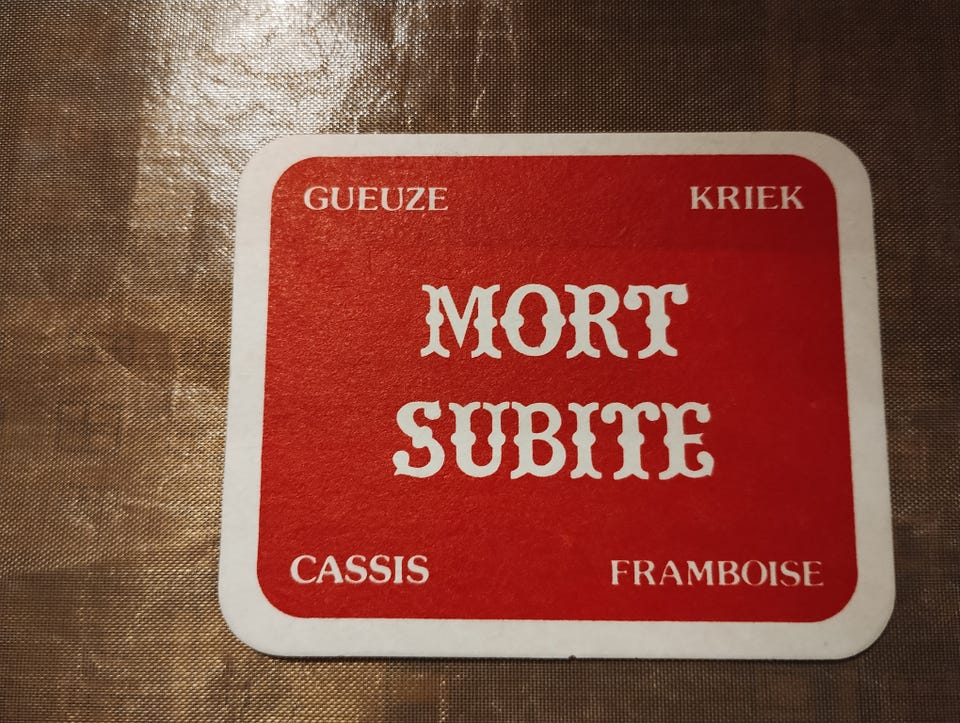 GUEUZE KRIEK
MORT
SUBITE
CASSIS FRAMBOISE